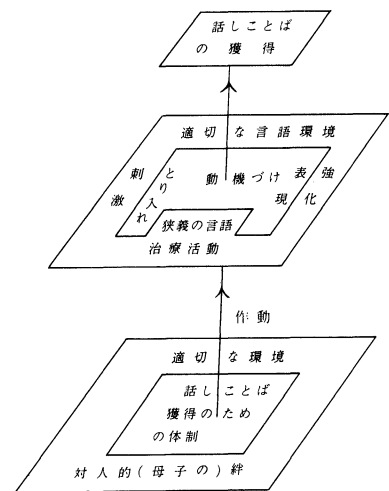 話しことば
の獲得
適切な言語環境
刺激
とり入れ
動機づけ
表現
強化
狭義の言語
治療活動
作動
適切な環境
話しことば
獲得のため
の体制
対人的(母子の)絆